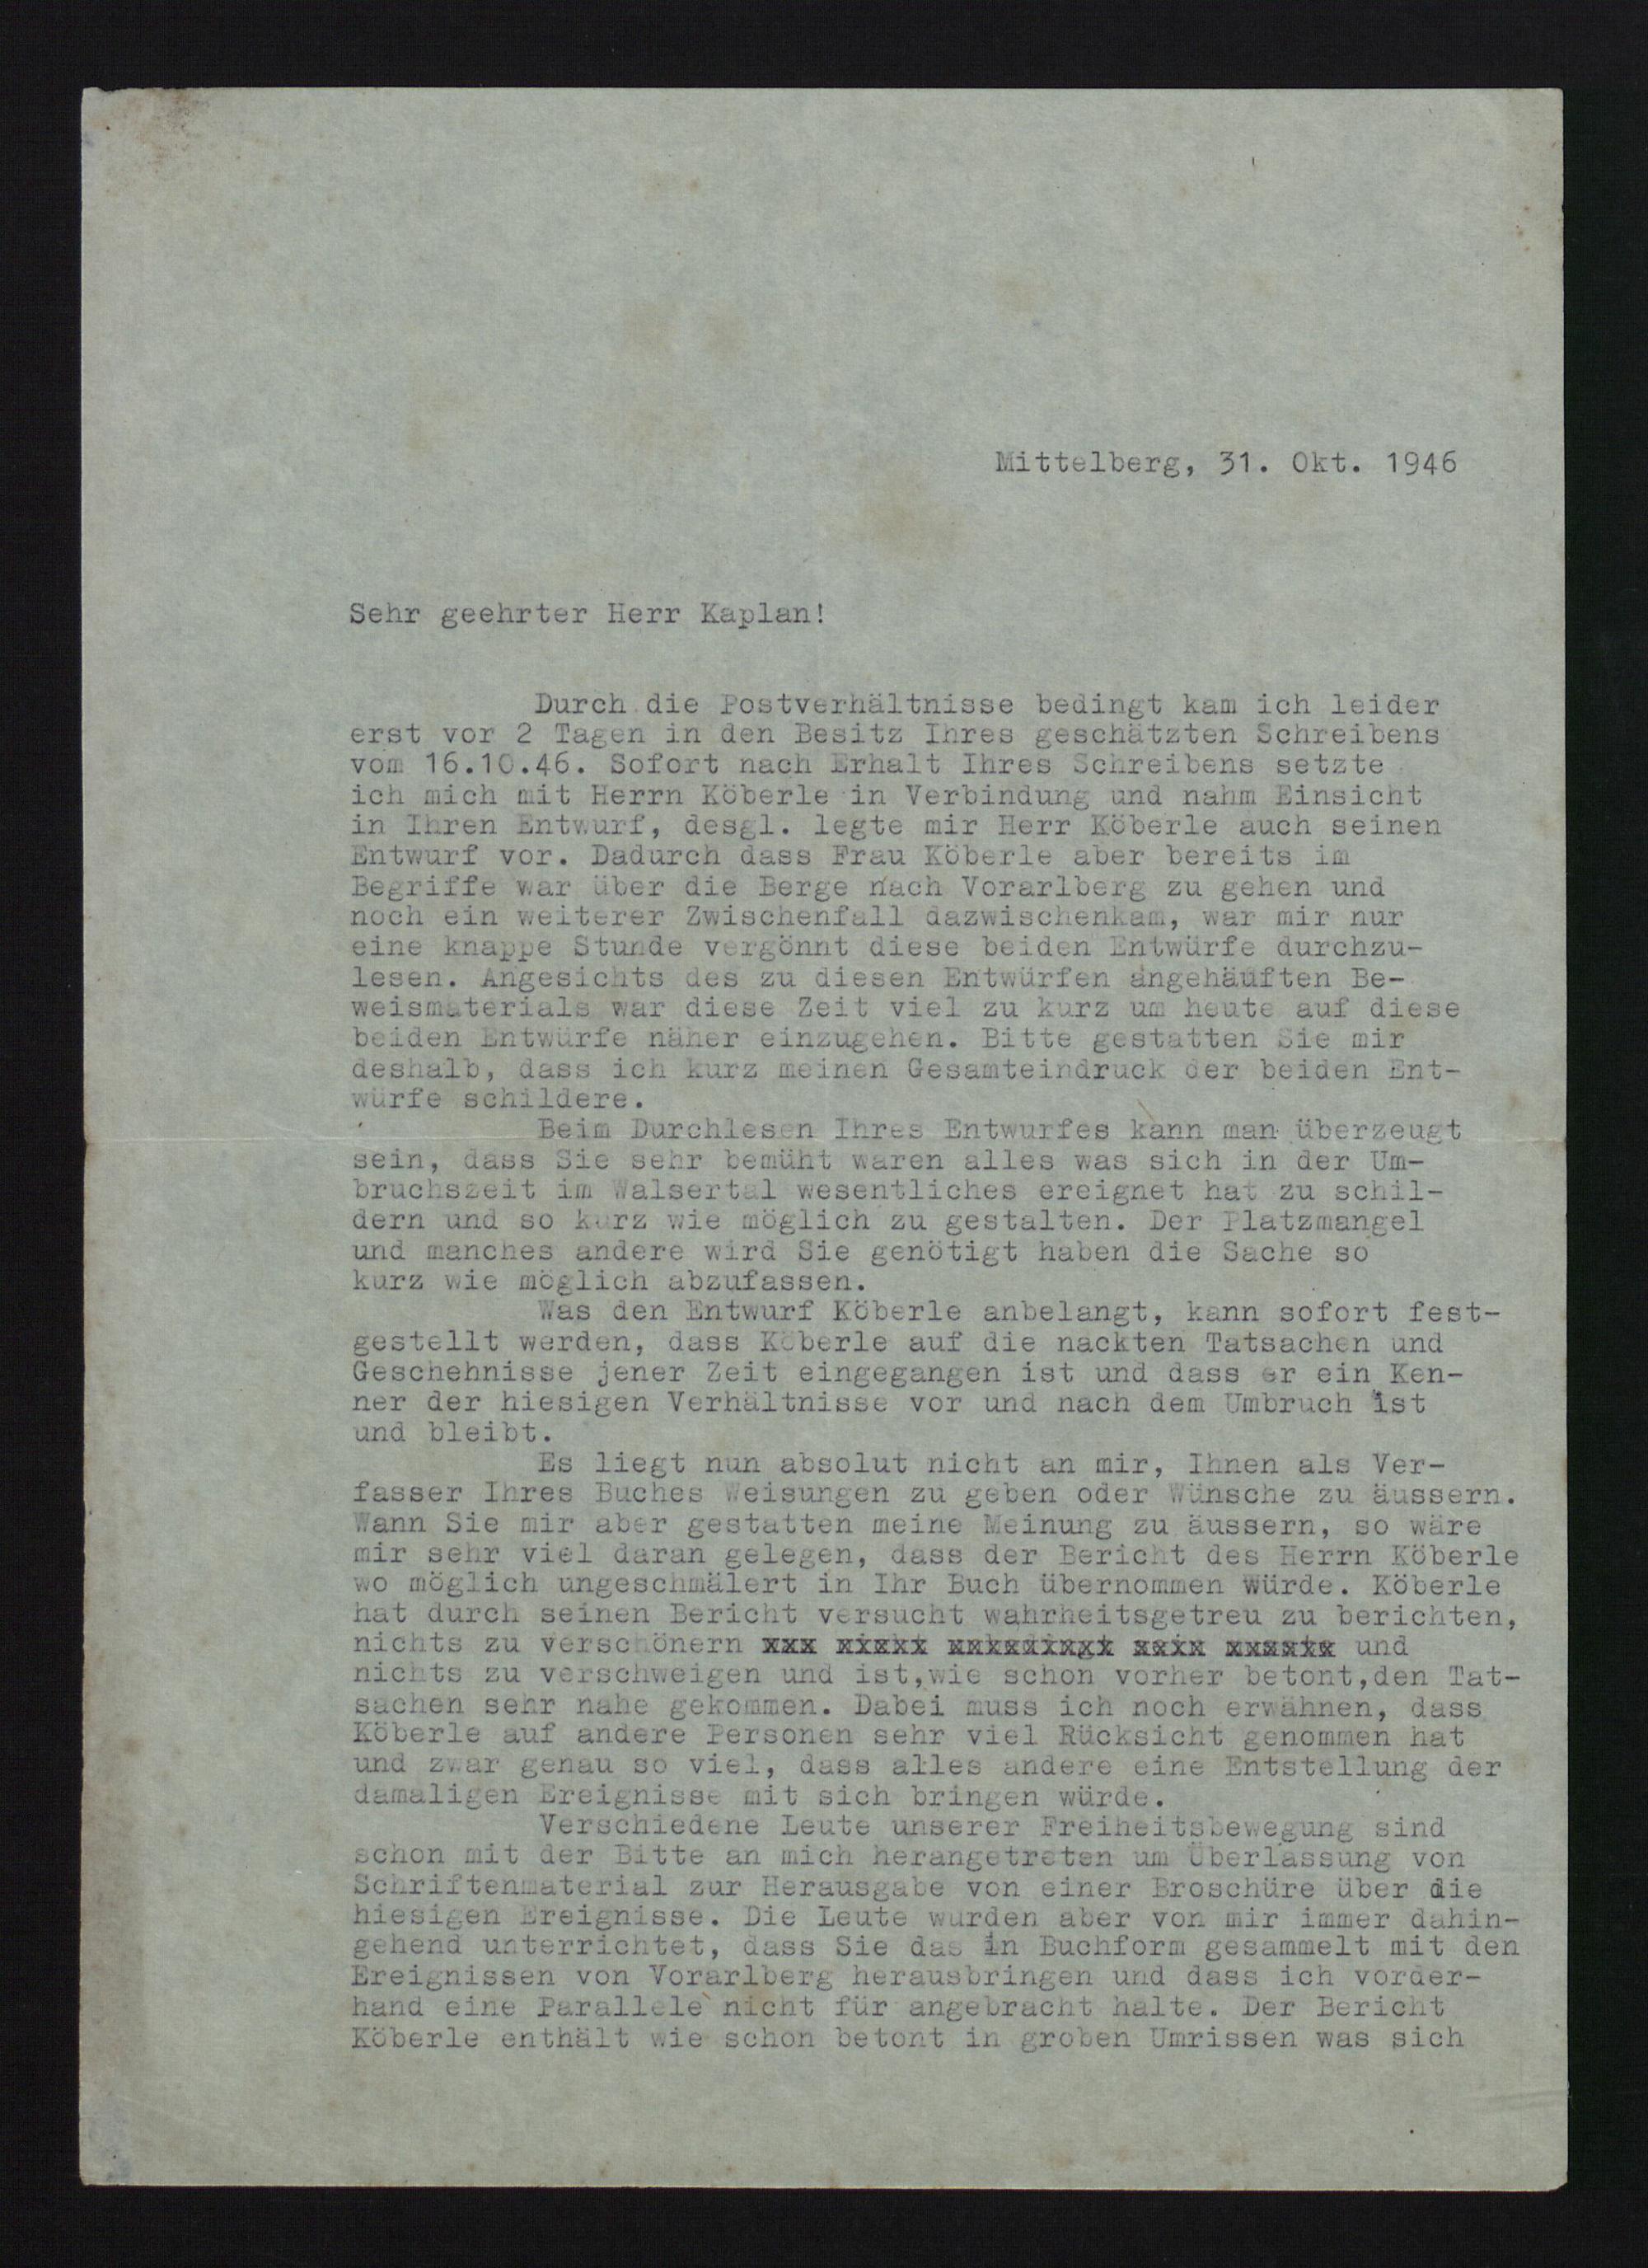 Mittelberg, 31. Okt. 1946
Sehr geehrter Herr Kaplan!
Durch die Postverhältnisse bedingt kam ich leider
erst vor 2 Tagen in den Besitz Ihres geschätzten Schreibens
vom 16.10.46. Sofort nach Erhalt Ihres Schreibens setzte
ich mich mit Herrn Köberle in Verbindung und nahm Einsicht
in Ihren Entwurf, desgl. legte mir Herr Köberle auch seinen
Entwurf vor. Dadurch dass Frau Köberle aber bereits im
Begriffe war über die Berge nach Vorarlberg zu gehen und
noch ein weiterer Zwischenfall dazwischenkam, war mir nur
eine knappe Stunde vergönnt diese beiden Entwürfe durchzu-
lesen. Angesichts des zu diesen Entwürfen angehäuften Be-
weismaterials war diese Zeit viel zu kurz um heute auf diese
beiden Entwürfe näher einzugehen. Bitte gestatten Sie mir
deshalb, dass ich kurz meinen Gesamteindruck der beiden Ent-
würfe schildere.
Beim Durchlesen Ihres Entwurfes kann man überzeugt
sein, dass Sie sehr bemüht waren alles was sich in der Um-
bruchszeit im Walsertal wesentliches ereignet hat zu schil-
dern und so kurz wie möglich zu gestalten. Der Platzmangel
und manches andere wird Sie genötigt haben die Sache so
kurz wie möglich abzufassen.
Was den Entwurf Köberle anbelangt, kann sofort fest-
gestellt werden, dass Köberle auf die nackten Tatsachen und
Geschehnisse jener Zeit eingegangen ist und dass er ein Ken-
ner der hiesigen Verhältnisse vor und nach dem Umbruch ist
und bleibt.
Es liegt nun absolut nicht an mir, Ihnen als Ver-
fasser Ihres Buches Weisungen zu geben oder Wünsche zu äussern.
Wann Sie mir aber gestatten meine Meinung zu äussern, so wäre
mir sehr viel daran gelegen, dass der Bericht des Herrn Köberle
wo möglich ungeschmälert in Ihr Buch übernommen würde. Köberle
hat durch seinen Bericht versucht wahrheitsgetreu zu berichten,
nichts zu verschönern und
nichts zu verschweigen und ist,wie schon vorher betont,den Tat-
sachen sehr nahe gekommen. Dabei muss ich noch erwähnen, dass
Köberle auf andere Personen sehr viel Rücksicht genommen hat
und zwar genau so viel, dass alles andere eine Entstellung der
damaligen Ereignisse mit sich bringen würde.
Verschiedene Leute unserer Freiheitsbewegung sind
schon mit der Bitte an mich herangetreten um Überlassung von
Schriftenmaterial zur Herausgabe von einer Broschüre über die
hiesigen Ereignisse. Die Leute wurden aber von mir immer dahin-
gehend unterrichtet, dass Sie das in Buchform gesammelt mit den
Ereignissen von Vorarlberg herausbringen und dass ich vorder-
hand eine Parallele nicht für angebracht halte. Der Bericht
Köberle enthält wie schon betont in groben Umrissen was sich